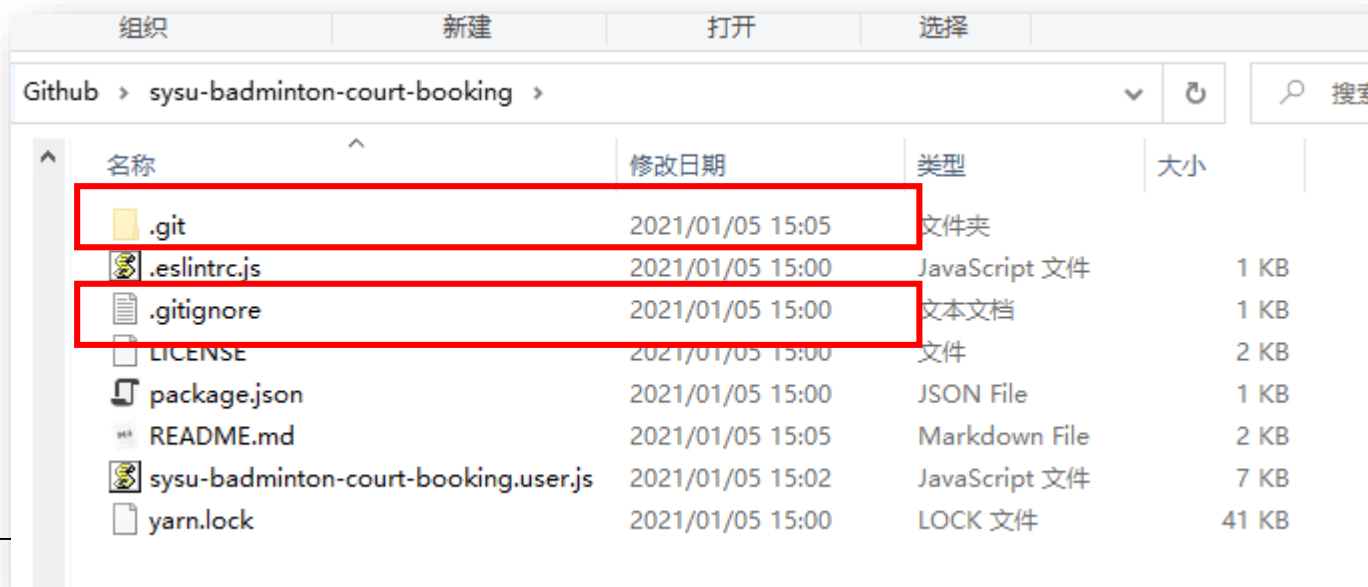 组织 新建 打开 选择
Github › sysu-badminton-court-booking › 搜索
名称 修改日期 类型 大小
.git 2021/01/05 15:05 文件夹
.eslintrc.js 2021/01/05 15:00 JavaScript 文件 1 KB
.gitignore 2021/01/05 15:00 文本文档 1 KB
LICENSE 2021/01/05 15:00 文件 2 KB
package.json 2021/01/05 15:00 JSON File 1 KB
README.md 2021/01/05 15:05 Markdown File 2 KB
sysu-badminton-court-booking.user.js 2021/01/05 15:02 JavaScript 文件 7 KB
yarn.lock 2021/01/05 15:00 LOCK 文件 41 KB